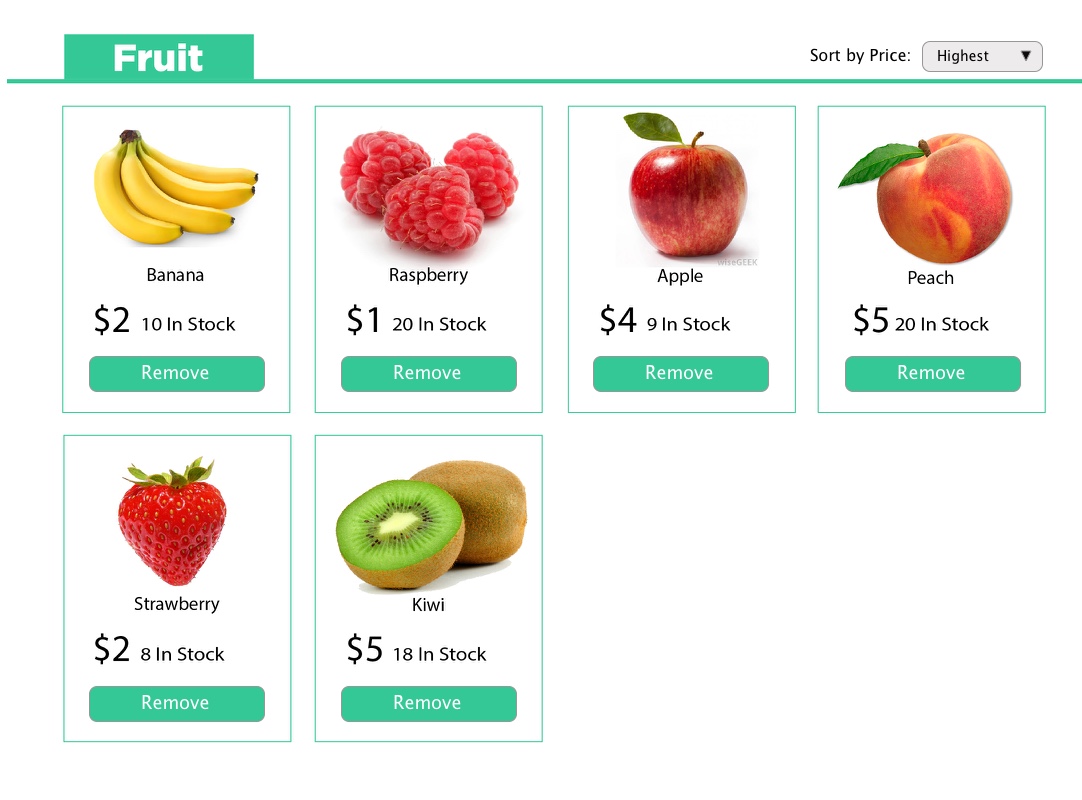 Fruit
Sort by Price: Highest ▼
Banana
$2 10 In Stock
Remove
Raspberry
$1 20 In Stock
Remove
wiseGEEK
Apple
$4 9 In Stock
Remove
Peach
$5 20 In Stock
Remove
Strawberry
$2 8 In Stock
Remove
Kiwi
$5 18 In Stock
Remove